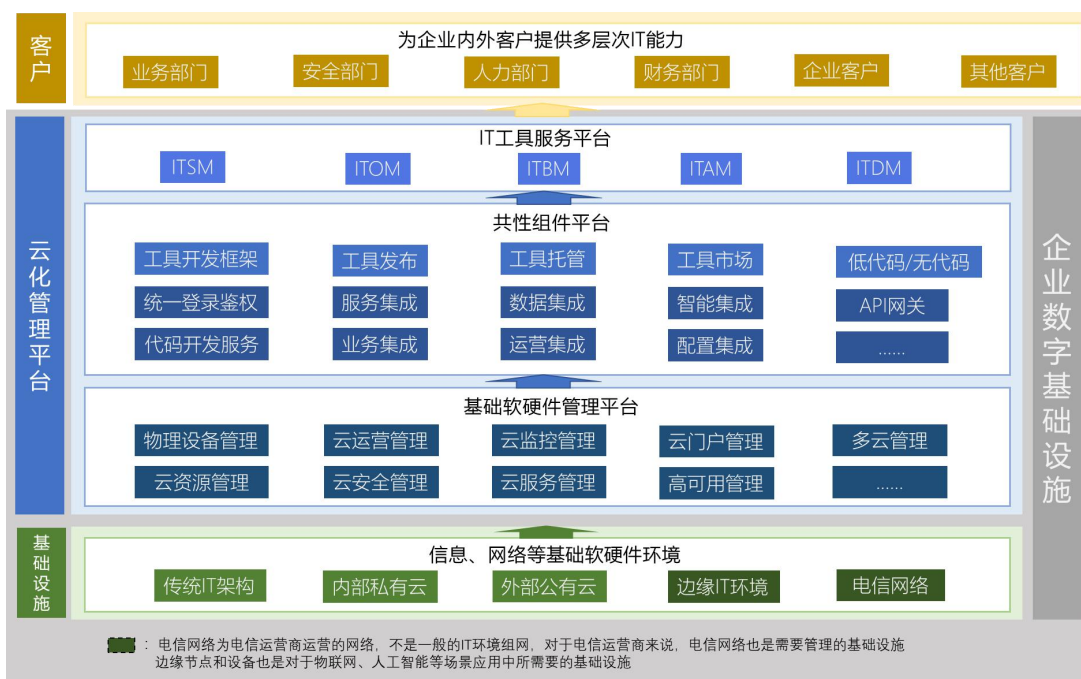 客户
为企业内外客户提供多层次IT能力
业务部门
安全部门
人力部门
财务部门
企业客户
其他客户
云化管理平台
IT工具服务平台
ITSM
ITOM
ITBM
ITAM
ITDM
共性组件平台
工具开发框架
工具发布
工具托管
工具市场
低代码/无代码
统一登录鉴权
服务集成
数据集成
智能集成
API网关
代码开发服务
业务集成
运营集成
配置集成
……
基础软硬件管理平台
物理设备管理
云运营管理
云监控管理
云门户管理
多云管理
云资源管理
云安全管理
云服务管理
高可用管理
……
企业数字基础设施
基础设施
信息、网络等基础软硬件环境
传统IT架构
内部私有云
外部公有云
边缘IT环境
电信网络
：电信网络为电信运营商运营的网络，不是一般的IT环境组网，对于电信运营商来说，电信网络也是需要管理的基础设施
边缘节点和设备也是对于物联网、人工智能等场景应用中所需要的基础设施